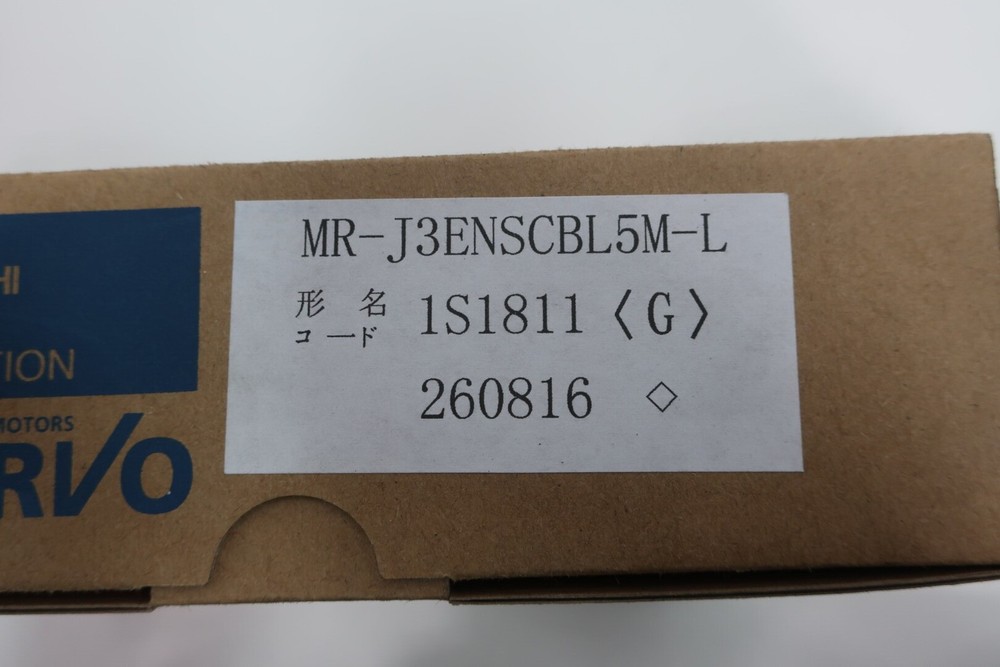 HI
TION
MOTORS
RVO
MR-J3ENSCBL5M-L
形 名
コード
1S1811 〈G〉
260816 ◇